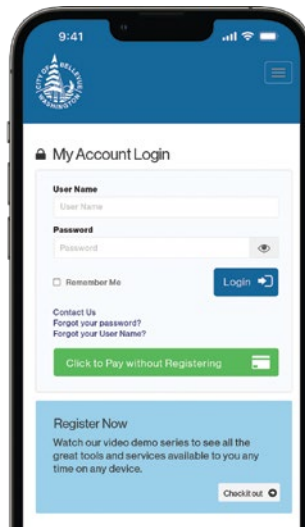 9:41
CITY OF BELLEVUE
WASHINGTON
My Account Login
User Name
User Name
Password
Password
Remember Me
Login
Contact Us
Forgot your password?
Forgot your User Name?
Click to Pay without Registering
Register Now
Watch our video demo series to see all the
great tools and services available to you any
time on any device.
Check it out